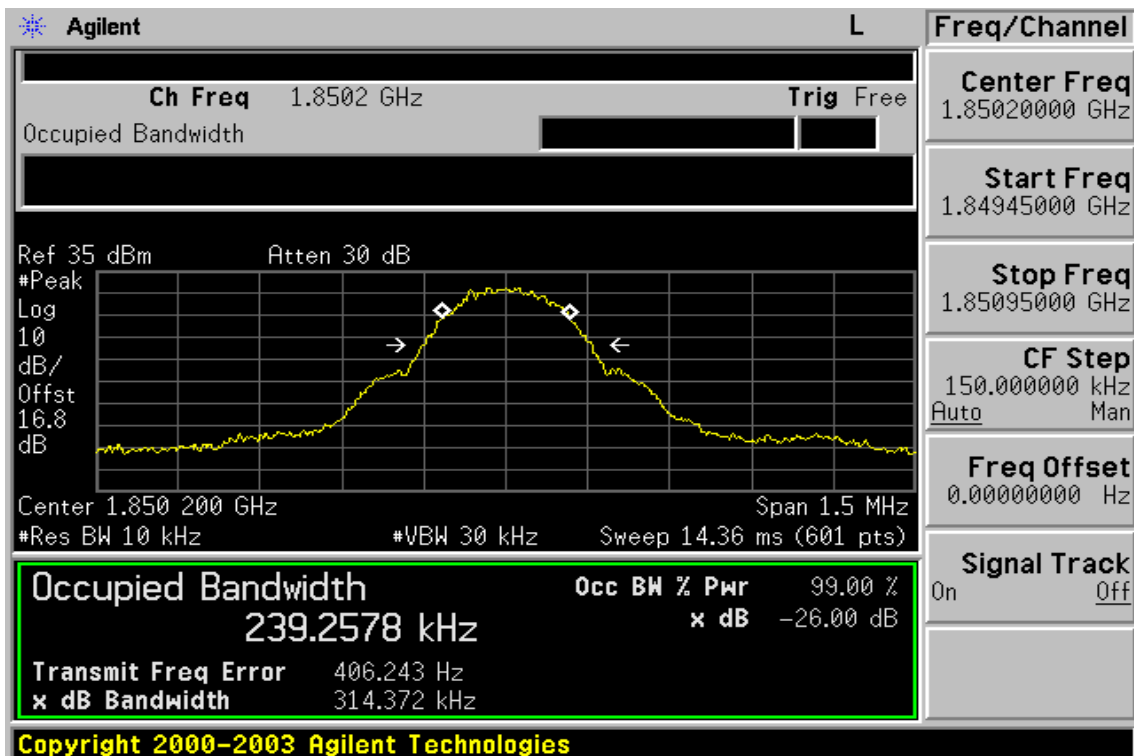 Agilent L
Ch Freq 1.8502 GHz Trig Free
Occupied Bandwidth
Ref 35 dBm Atten 30 dB
#Peak
Log
10
dB/
Offst
16.8
dB
Center 1.850 200 GHz Span 1.5 MHz
#Res BW 10 kHz #VBW 30 kHz Sweep 14.36 ms (601 pts)
Occupied Bandwidth Occ BW % Pwr 99.00 %
239.2578 kHz x dB -26.00 dB
Transmit Freq Error 406.243 Hz
x dB Bandwidth 314.372 kHz
Copyright 2000-2003 Agilent Technologies
Freq/Channel
Center Freq
1.85020000 GHz
Start Freq
1.84945000 GHz
Stop Freq
1.85095000 GHz
CF Step
150.000000 kHz
Auto Man
Freq Offset
0.00000000 Hz
Signal Track
On Off